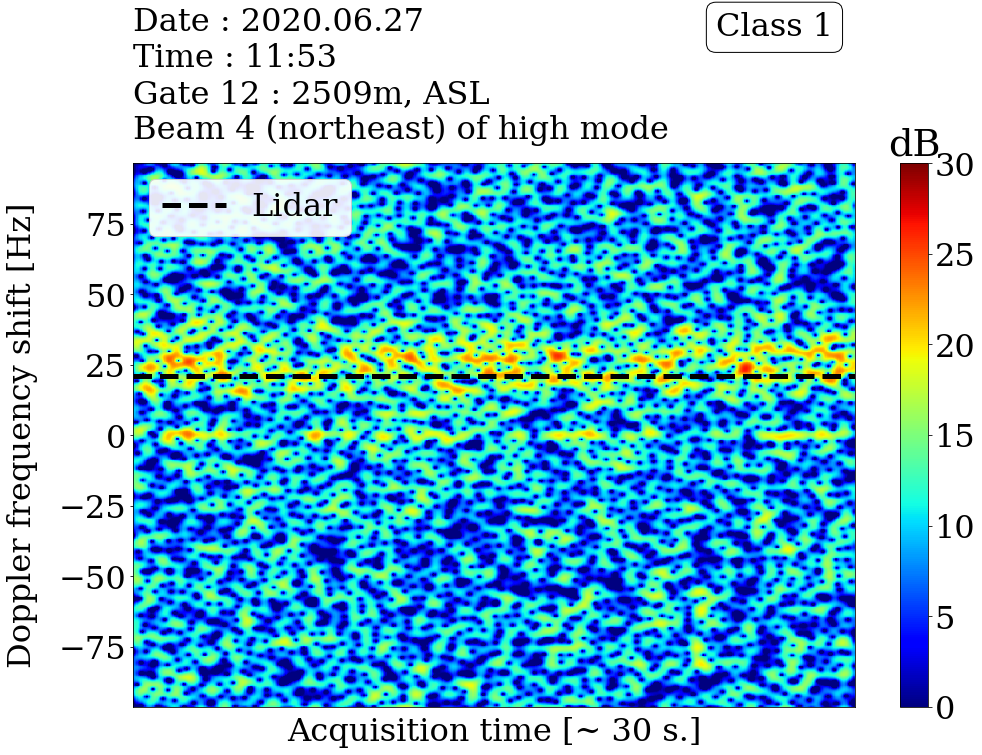 Date : 2020.06.27
Time : 11:53
Gate 12 : 2509m, ASL
Beam 4 (northeast) of high mode
Class 1
dB
Lidar
Doppler frequency shift [Hz]
75
50
25
0
−25
−50
−75
Acquisition time [~ 30 s.]
30
25
20
15
10
5
0